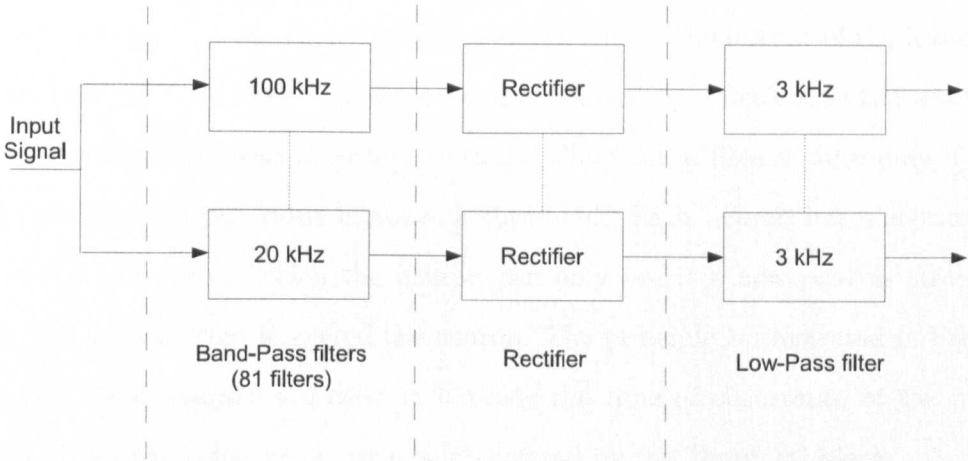 100 kHz
Rectifier
3 kHz
Input
Signal
20 kHz
Rectifier
3 kHz
Band-Pass filters
(81 filters)
Rectifier
Low-Pass filter